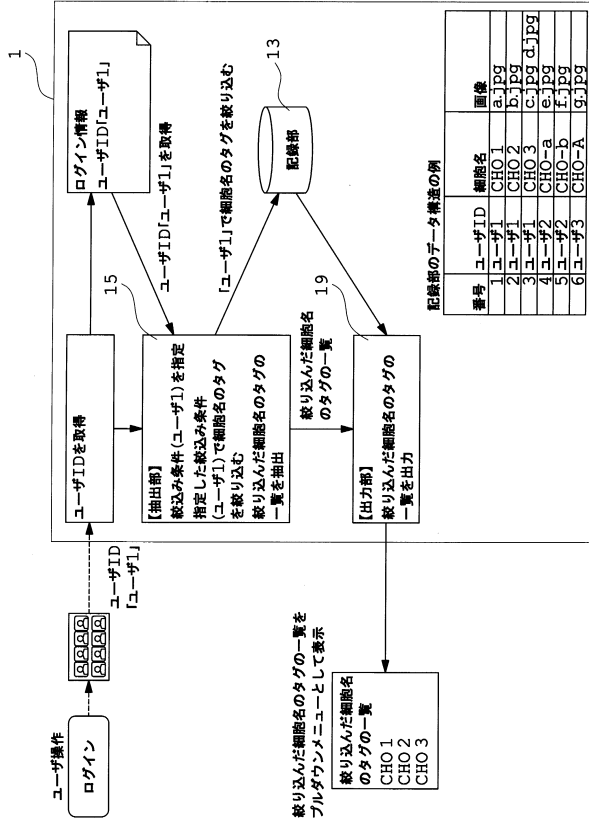 ユーザ操作
ログイン
ユーザID
「ユーザ1」
1
ユーザIDを取得
ログイン情報
ユーザID「ユーザ1」
ユーザID「ユーザ1」を取得
15
【抽出部】
絞込み条件(ユーザ1)を指定
指定した絞込み条件
(ユーザ1)で細胞名のタグ
を絞り込む
絞り込んだ細胞名のタグの
一覧を抽出
「ユーザ1」で細胞名のタグを絞り込む
13
記録部
絞り込んだ細胞名
のタグの一覧
19
【出力部】
絞り込んだ細胞名のタグの
一覧を出力
絞り込んだ細胞名のタグの一覧を
プルダウンメニューとして表示
絞り込んだ細胞名
のタグの一覧
CHO1
CHO2
CHO3
記録部のデータ構造の例
番号 ユーザID 細胞名 画像
1 ユーザ1 CHO1 a.jpg
2 ユーザ1 CHO2 b.jpg
3 ユーザ1 CHO3 c.jpg d.jpg
4 ユーザ2 CHO-a e.jpg
5 ユーザ2 CHO-b f.jpg
6 ユーザ3 CHO-A g.jpg